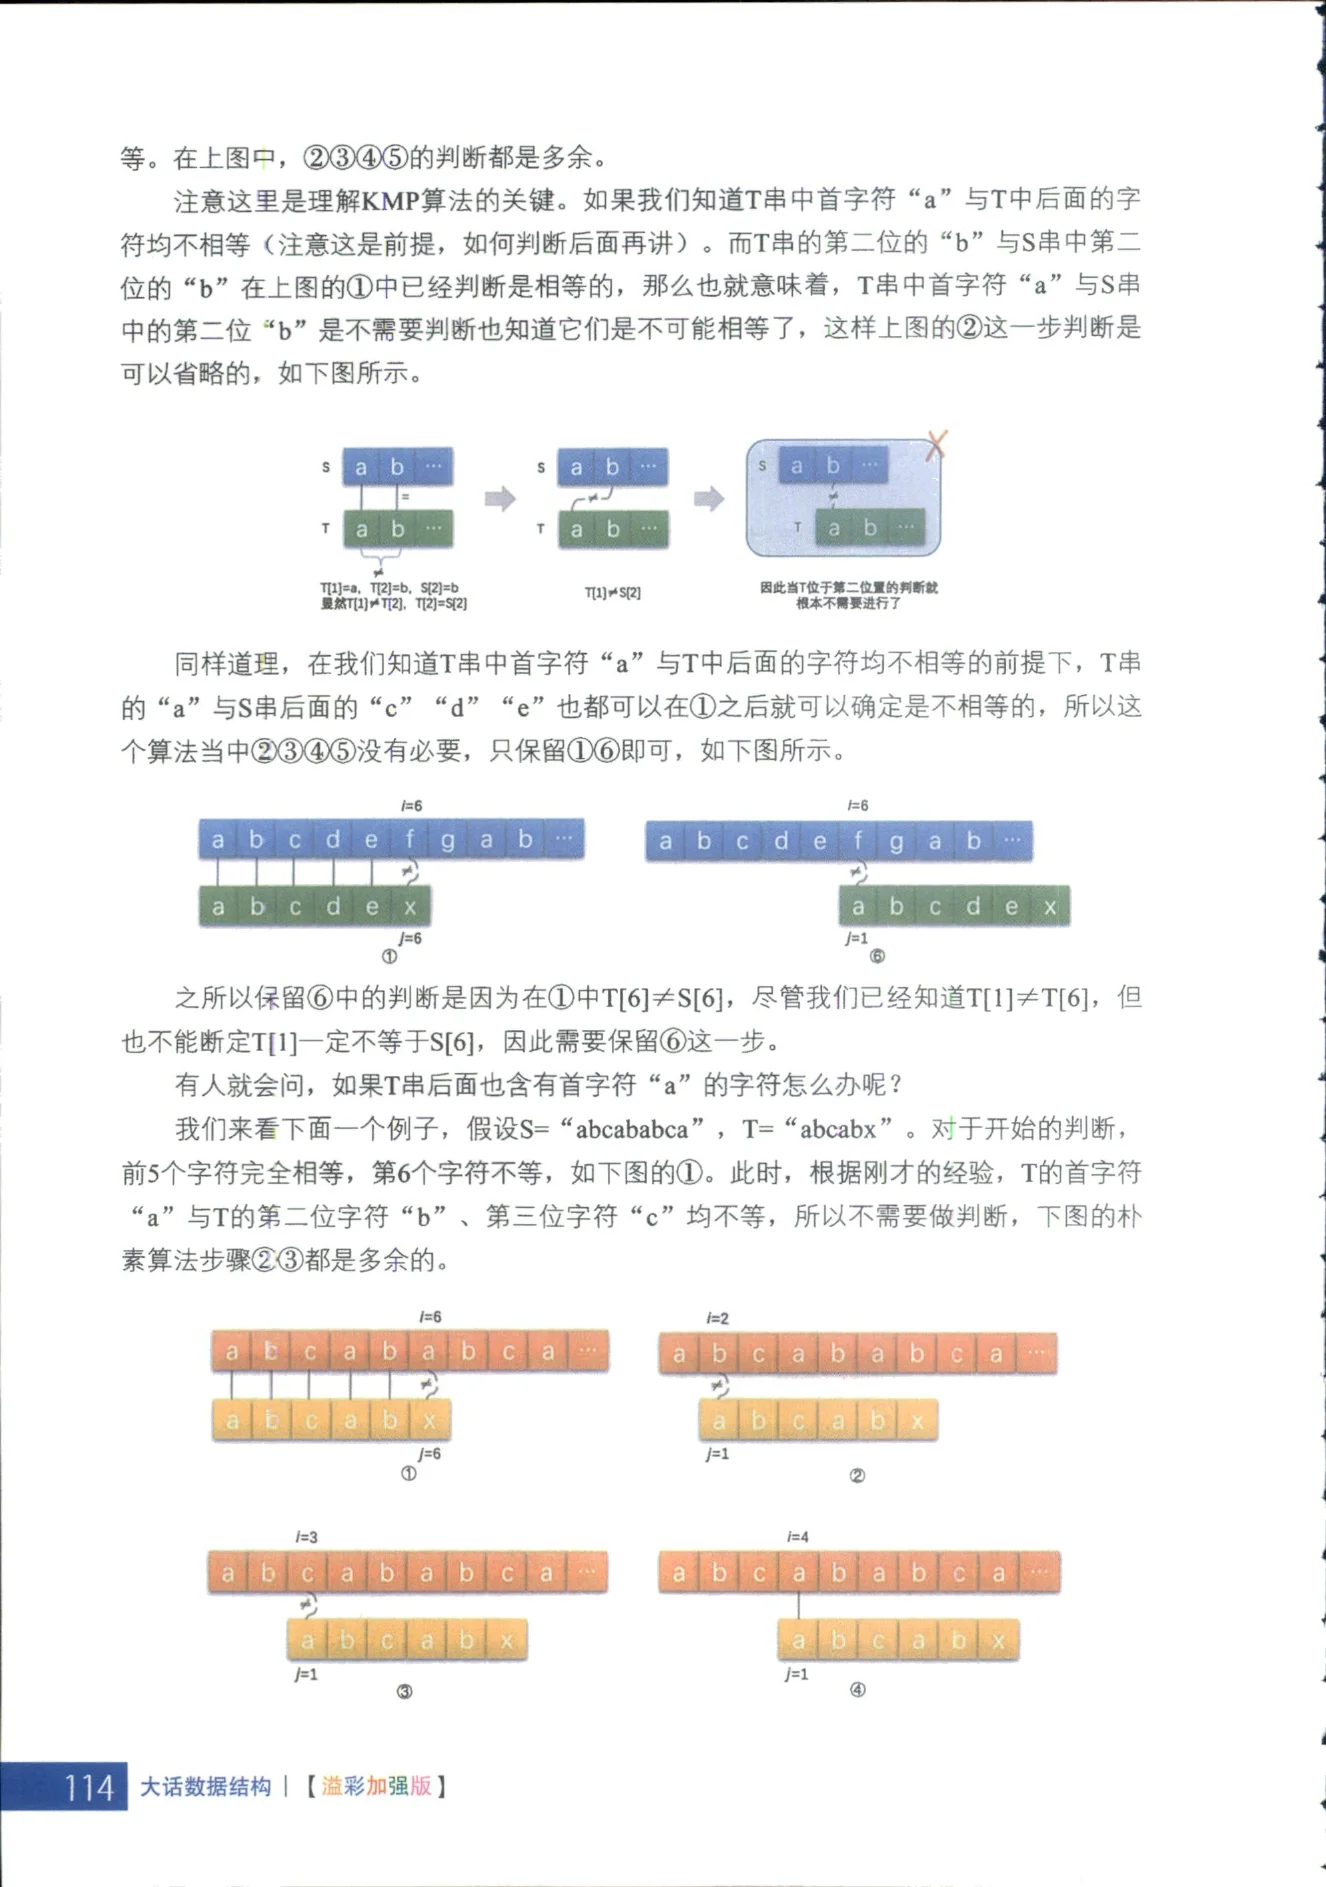 等。在上图中，②③④⑤的判断都是多余。
注意这里是理解KMP算法的关键。如果我们知道T串中首字符“a”与T中后面的字
符均不相等（注意这是前提，如何判断后面再讲）。而T串的第二位的“b”与S串中第二
位的“b”在上图的①中已经判断是相等的，那么也就意味着，T串中首字符“a”与S串
中的第二位“b”是不需要判断也知道它们是不可能相等了，这样上图的②这一步判断是
可以省略的，如下图所示。
S a b … S a b … S a b …
= ≠ ≠
T a b … T a b … T a b …
≠
T[1]=a，T[2]=b，S[2]=b
显然T[1]≠T[2]，T[2]=S[2]
T[1]≠S[2]
因此当T位于第二位置的判断就
根本不需要进行了
同样道理，在我们知道T串中首字符“a”与T中后面的字符均不相等的前提下，T串
的“a”与S串后面的“c”“d”“e”也都可以在①之后就可以确定是不相等的，所以这
个算法当中②③④⑤没有必要，只保留①⑥即可，如下图所示。
i=6 i=6
a b c d e f g a b … a b c d e f g a b …
≠ ≠
a b c d e x a b c d e x
j=6 j=1
① ⑥
之所以保留⑥中的判断是因为在①中T[6]≠S[6]，尽管我们已经知道T[1]≠T[6]，但
也不能断定T[1]一定不等于S[6]，因此需要保留⑥这一步。
有人就会问，如果T串后面也含有首字符“a”的字符怎么办呢？
我们来看下面一个例子，假设S=“abcababca”，T=“abcabx”。对于开始的判断，
前5个字符完全相等，第6个字符不等，如下图的①。此时，根据刚才的经验，T的首字符
“a”与T的第二位字符“b”、第三位字符“c”均不等，所以不需要做判断，下图的朴
素算法步骤②③都是多余的。
i=6 i=2
a b c a b a b c a … a b c a b a b c a …
≠ ≠
a b c a b x a b c a b x
j=6 j=1
① ②
i=3 i=4
a b c a b a b c a … a b c a b a b c a …
≠
a b c a b x a b c a b x
j=1 j=1
③ ④
114 大话数据结构 |【溢彩加强版】